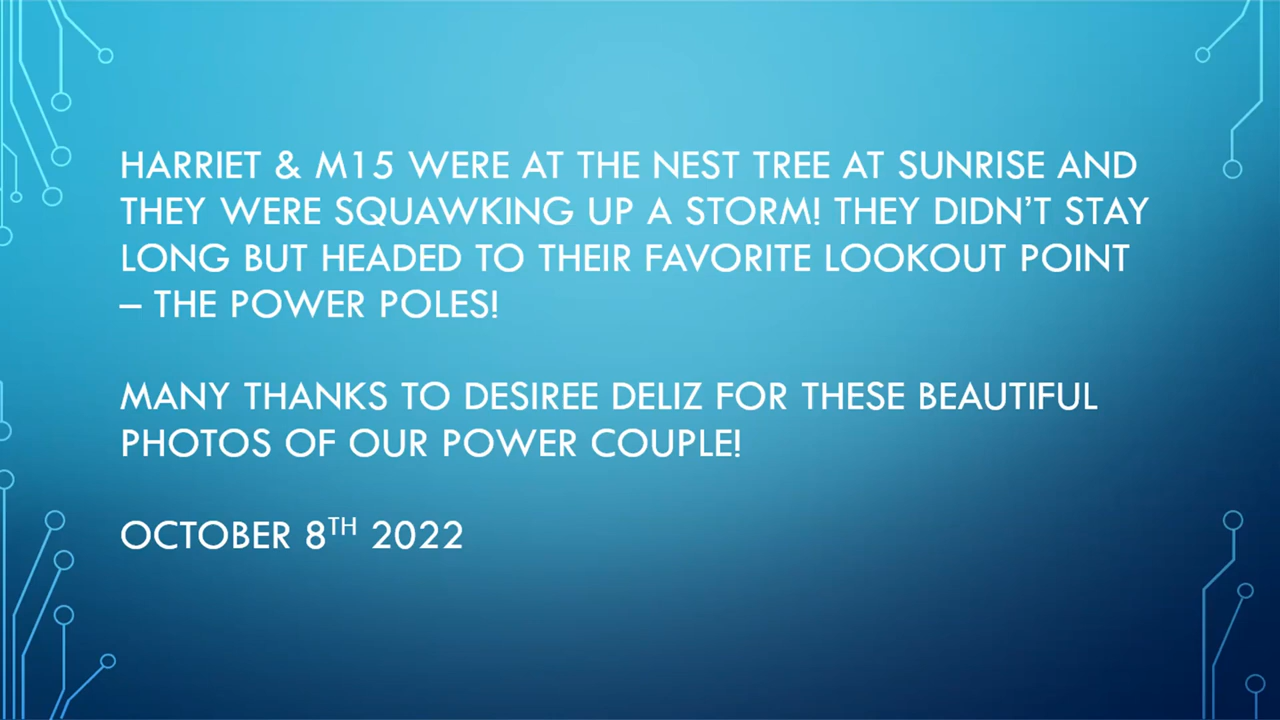 HARRIET & M15 WERE AT THE NEST TREE AT SUNRISE AND
THEY WERE SQUAWKING UP A STORM! THEY DIDN’T STAY
LONG BUT HEADED TO THEIR FAVORITE LOOKOUT POINT
– THE POWER POLES!
MANY THANKS TO DESIREE DELIZ FOR THESE BEAUTIFUL
PHOTOS OF OUR POWER COUPLE!
OCTOBER 8TH 2022